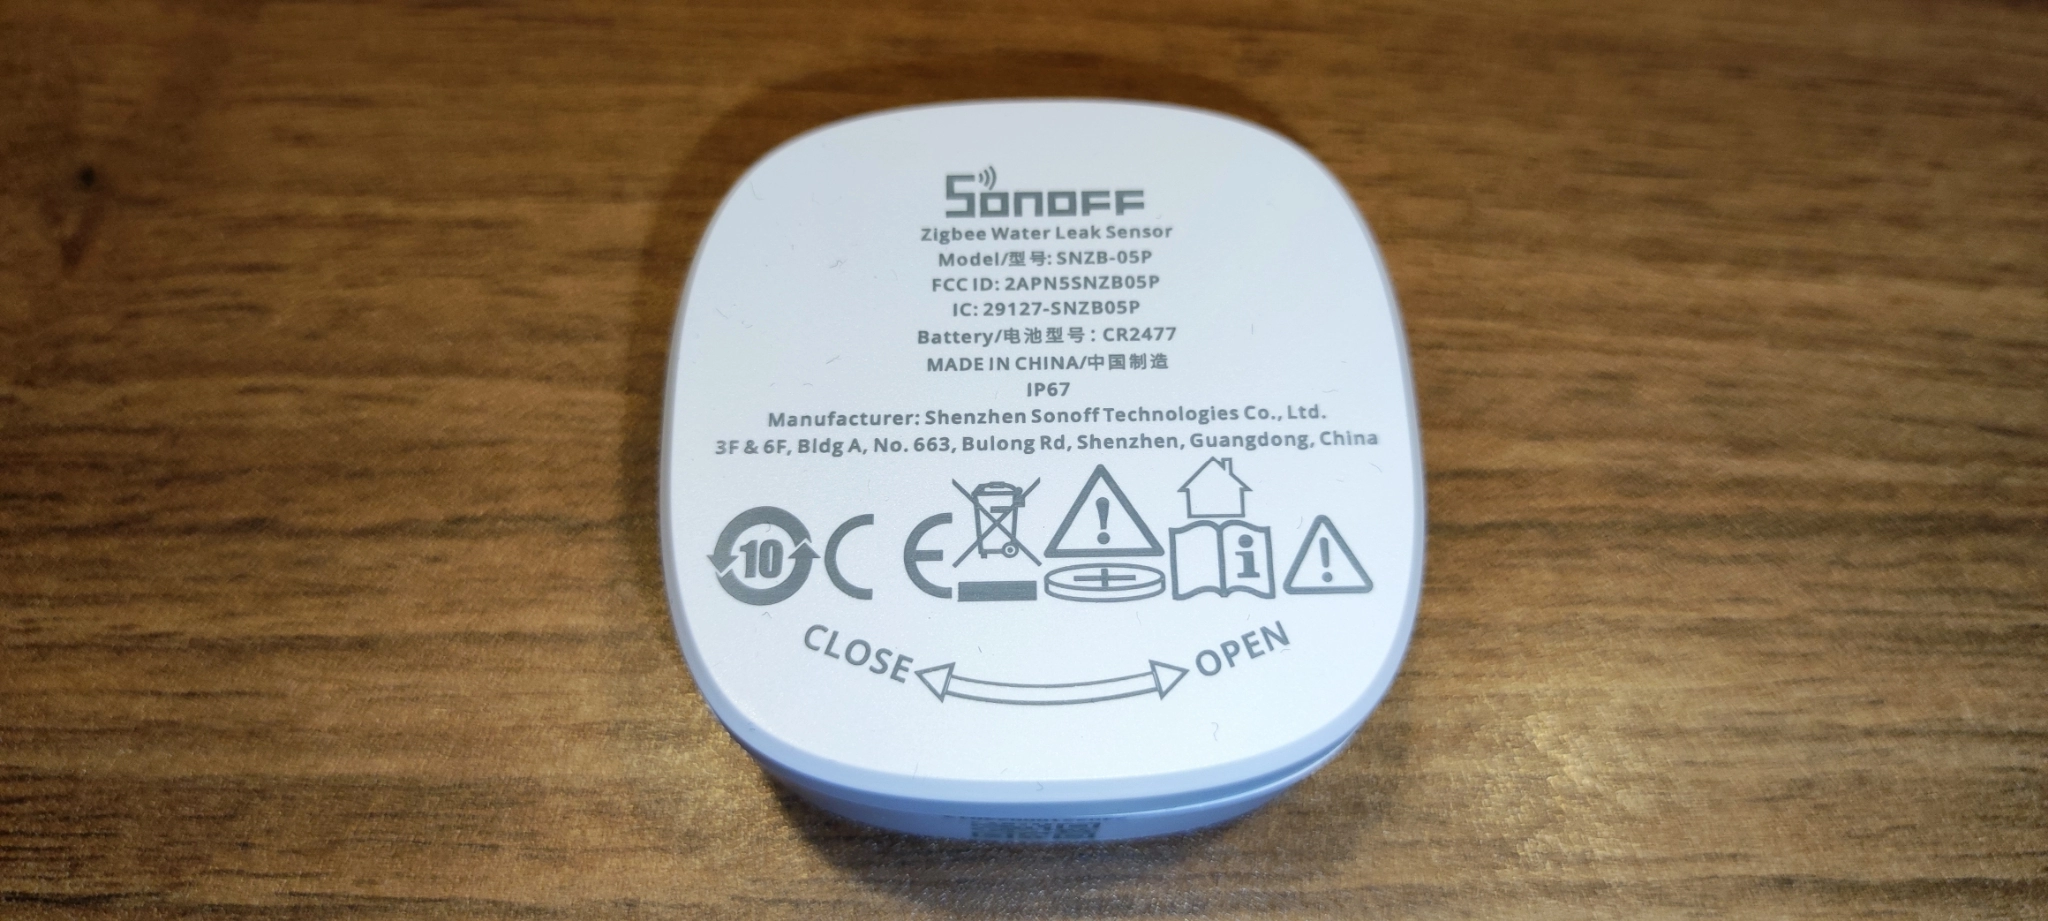 SONOFF
Zigbee Water Leak Sensor
Model/型号: SNZB-05P
FCC ID: 2APN5SNZB05P
IC: 29127-SNZB05P
Battery/电池型号: CR2477
MADE IN CHINA/中国制造
IP67
Manufacturer: Shenzhen Sonoff Technologies Co., Ltd.
3F & 6F, Bldg A, No. 663, Bulong Rd, Shenzhen, Guangdong, China
10 CE i
CLOSE OPEN